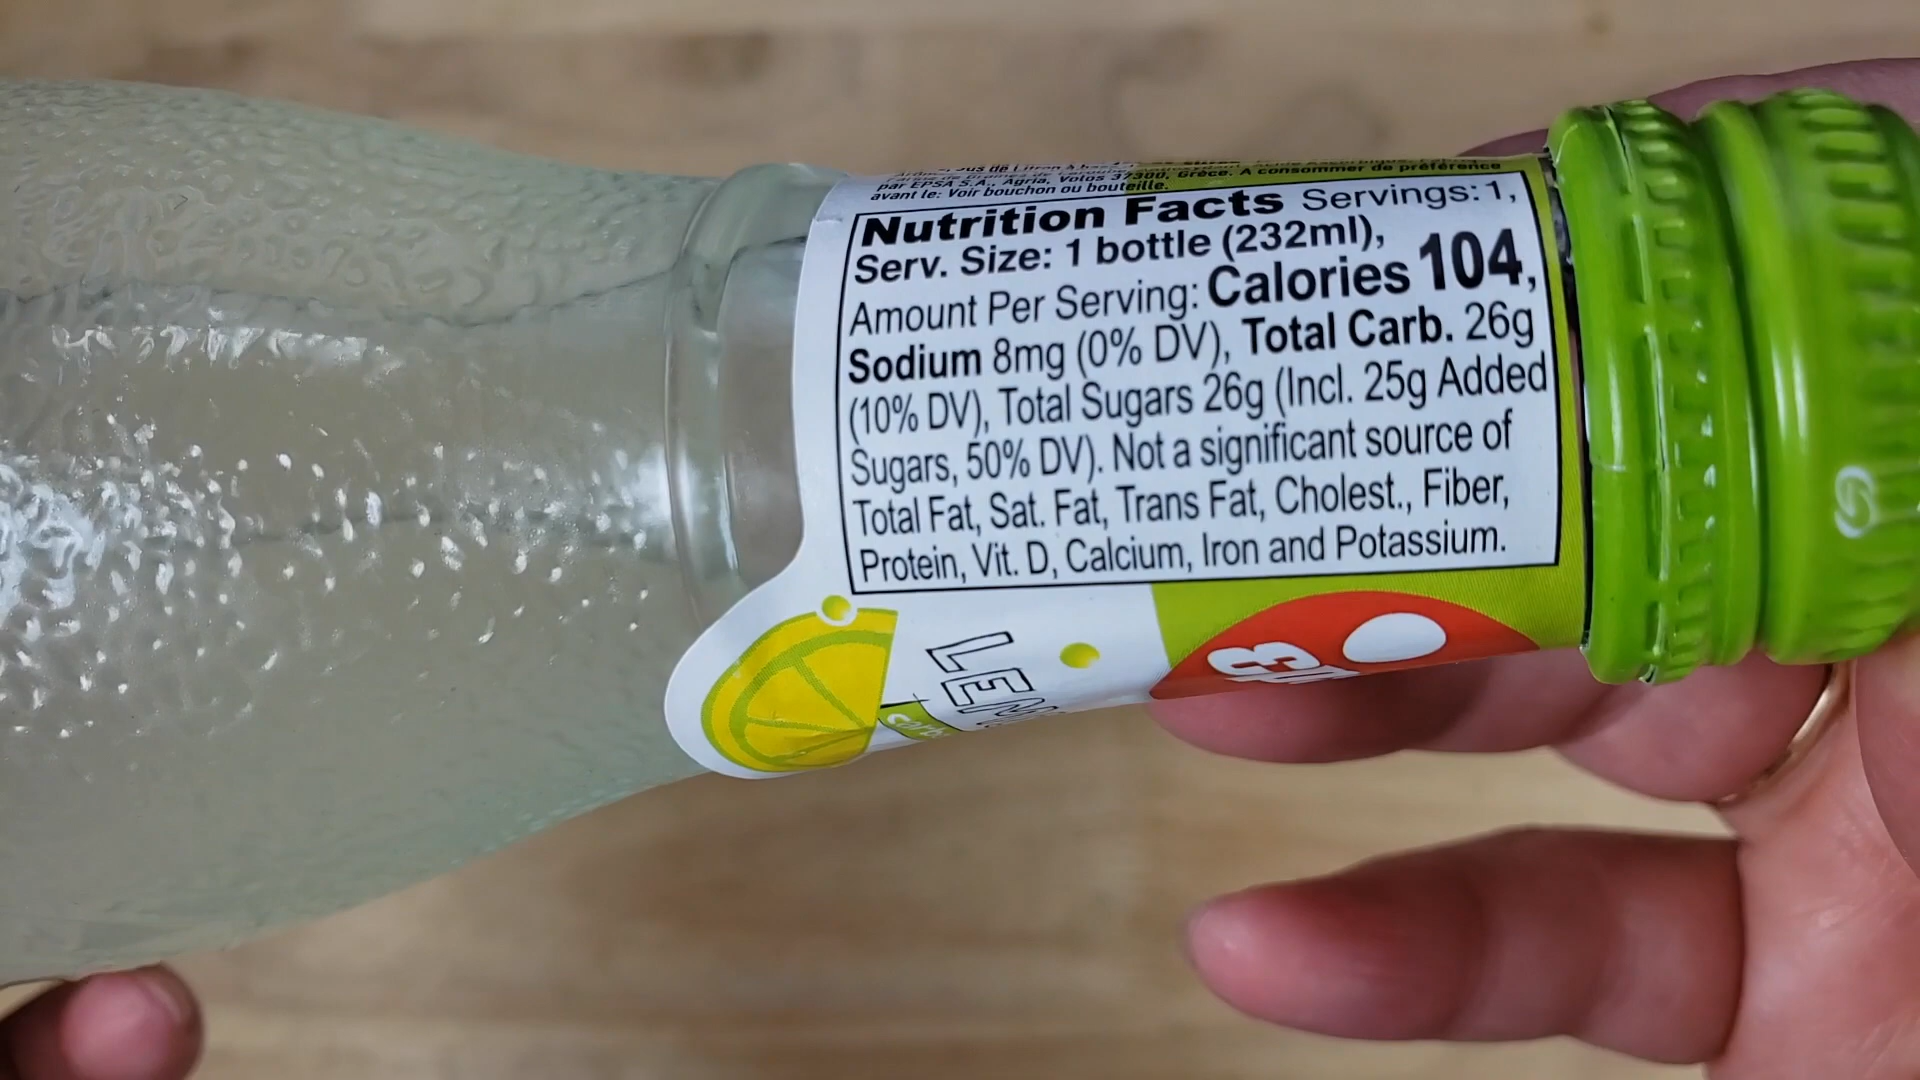 par EPSA S.A., Agria, Volos 37300, Grèce. A consommer de préférence
avant le: Voir bouchon ou bouteille.
Nutrition Facts Servings: 1,
Serv. Size: 1 bottle (232ml),
Amount Per Serving: Calories 104,
Sodium 8mg (0% DV), Total Carb. 26g
(10% DV), Total Sugars 26g (Incl. 25g Added
Sugars, 50% DV). Not a significant source of
Total Fat, Sat. Fat, Trans Fat, Cholest., Fiber,
Protein, Vit. D, Calcium, Iron and Potassium.